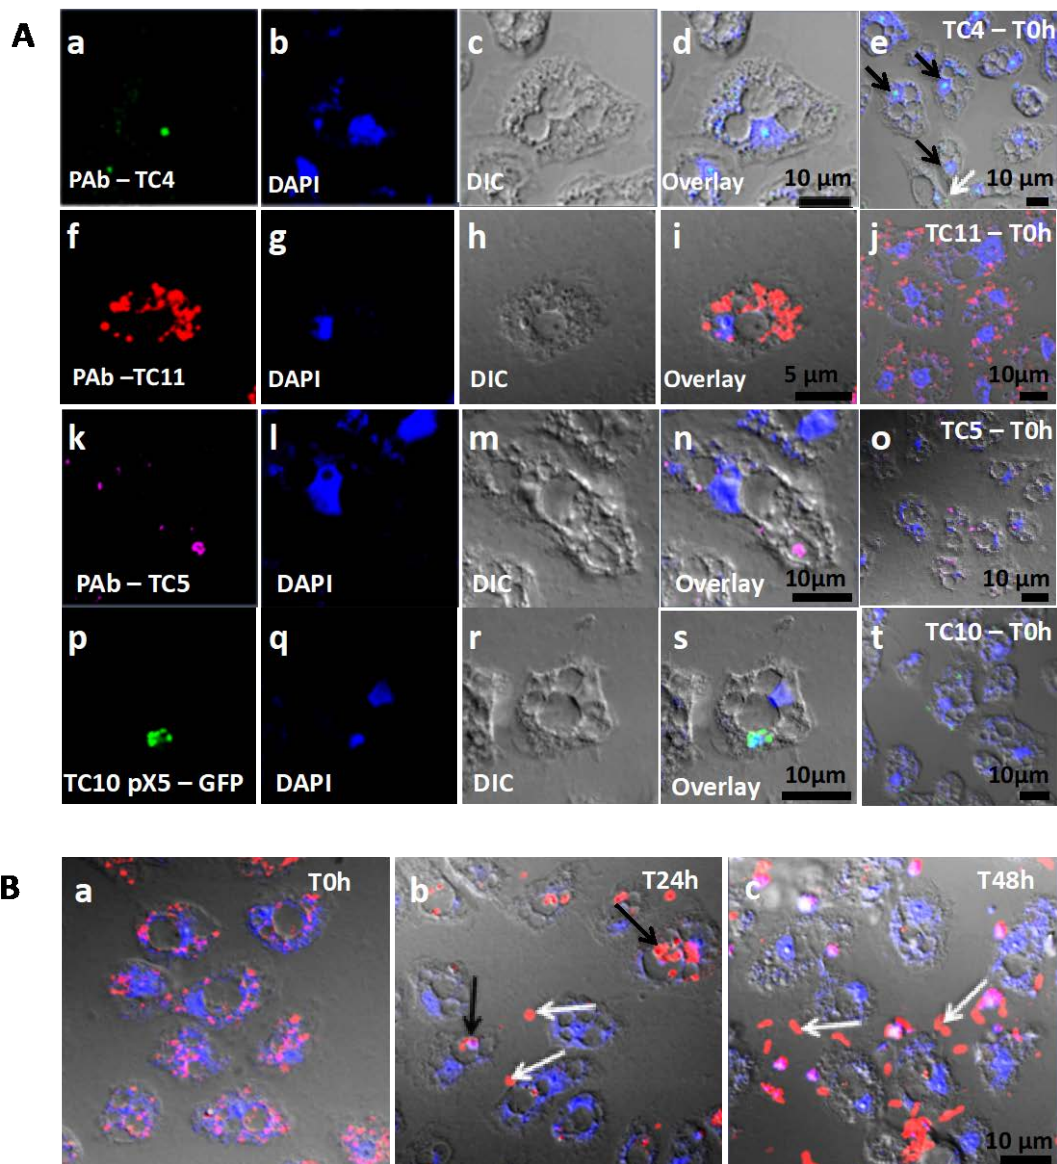 A
a
b
c
d
e
TC4 – T0h
PAb – TC4
DAPI
DIC
Overlay
10 µm
10 µm
f
g
h
i
j
TC11 – T0h
PAb –TC11
DAPI
DIC
Overlay
5 µm
10µm
k
l
m
n
o
TC5 – T0h
PAb – TC5
DAPI
DIC
Overlay
10µm
10 µm
p
q
r
s
t
TC10 – T0h
TC10 pX5 – GFP
DAPI
DIC
Overlay
10µm
10µm
B
a
T0h
b
T24h
c
T48h
10 µm